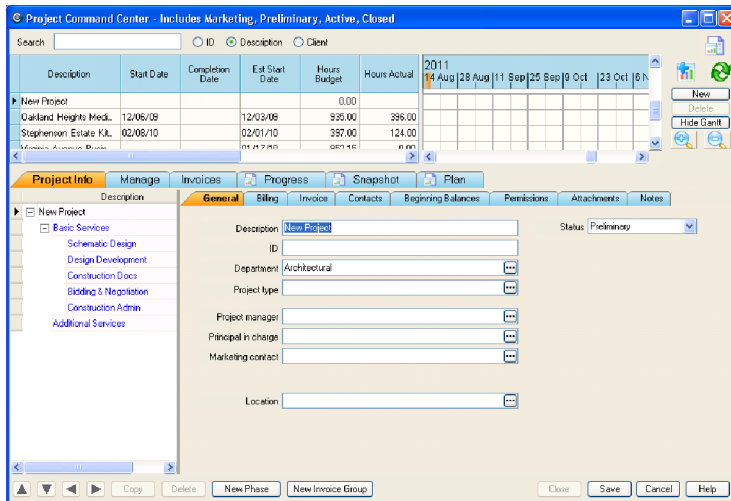 Project Command Center - Includes Marketing, Preliminary, Active, Closed
Search ID Description Client
Description Start Date Completion Date Est Start Date Hours Budget Hours Actual
2011
14 Aug 28 Aug 11 Sep 25 Sep 9 Oct 23 Oct 6 N
New Project 0.00
Oakland Heights Medi.. 12/06/09 12/03/09 935.00 396.00
Stephenson Estate Kit.. 02/08/10 02/01/10 397.00 124.00
0.00
New
Delete
Hide Gantt
Project Info Manage Invoices Progress Snapshot Plan
Description
General Billing Invoice Contacts Beginning Balances Permissions Attachments Notes
New Project
Basic Services
Schematic Design
Design Development
Construction Docs
Bidding & Negotiation
Construction Admin
Additional Services
Description New Project
Status Preliminary
ID
Department Architectural
Project type
Project manager
Principal in charge
Marketing contact
Location
Copy Delete New Phase New Invoice Group Close Save Cancel Help